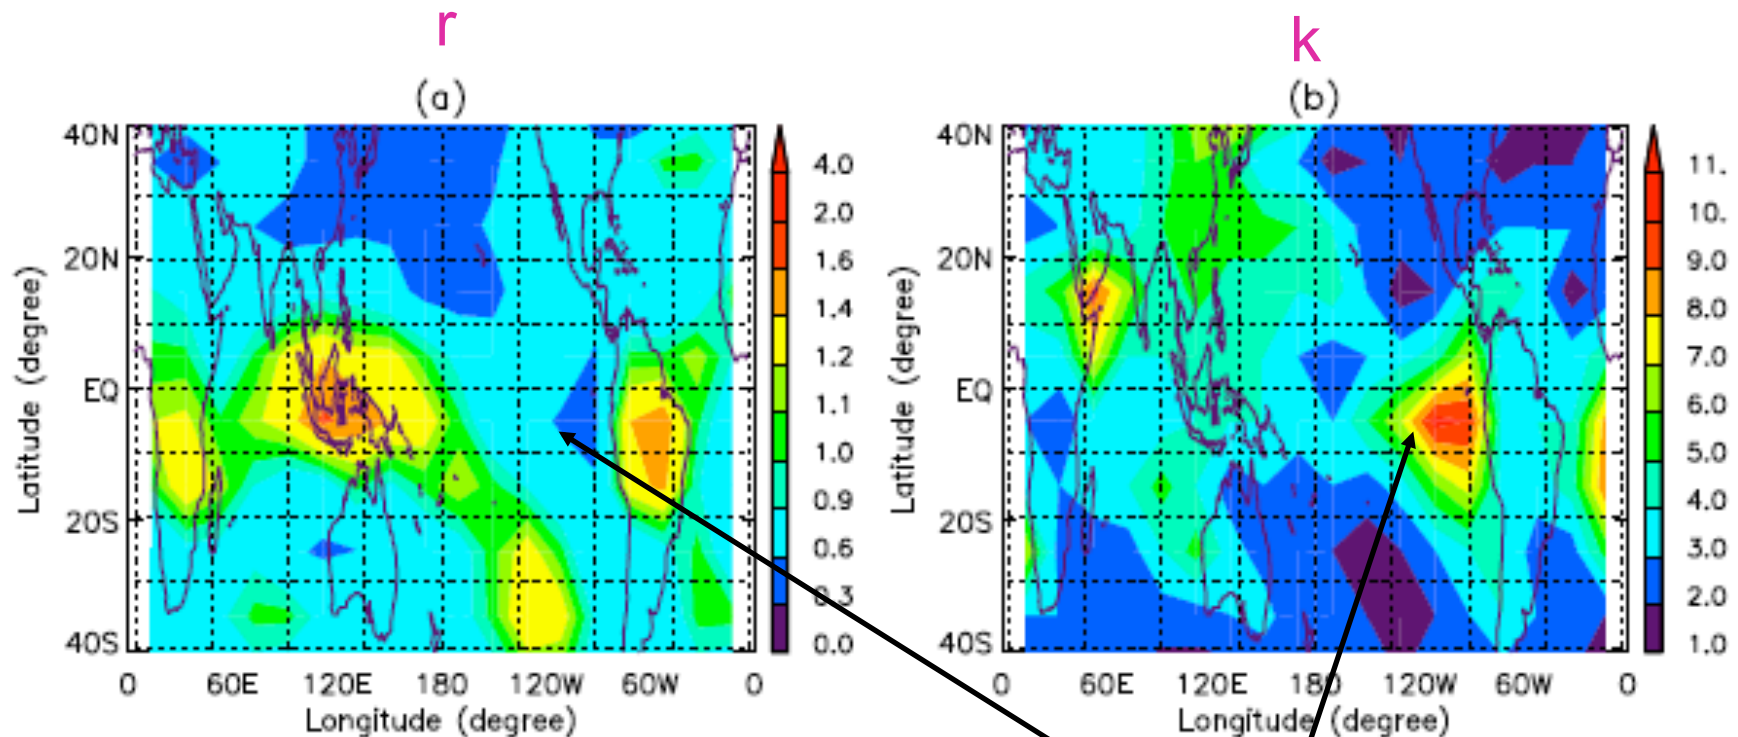 r
k
(a)
(b)
40N
20N
EQ
20S
40S
Latitude (degree)
0 60E 120E 180 120W 60W 0
Longitude (degree)
4.0
2.0
1.6
1.4
1.2
1.1
1.0
0.9
0.6
0.3
0.0
40N
20N
EQ
20S
40S
Latitude (degree)
0 60E 120E 180 120W 60W 0
Longitude (degree)
11.
10.
9.0
8.0
7.0
6.0
5.0
4.0
3.0
2.0
1.0